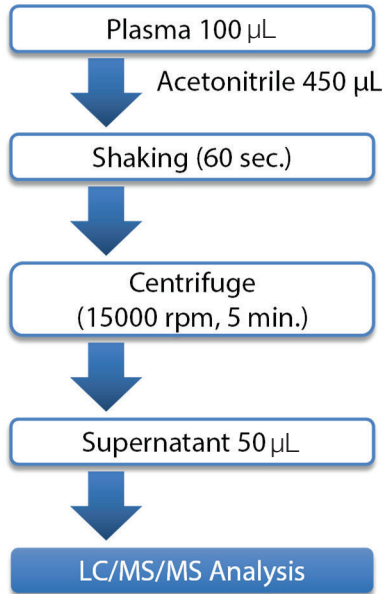 Plasma 100 μL
Acetonitrile 450 µL
Shaking (60 sec.)
Centrifuge
(15000 rpm, 5 min.)
Supernatant 50 μL
LC/MS/MS Analysis